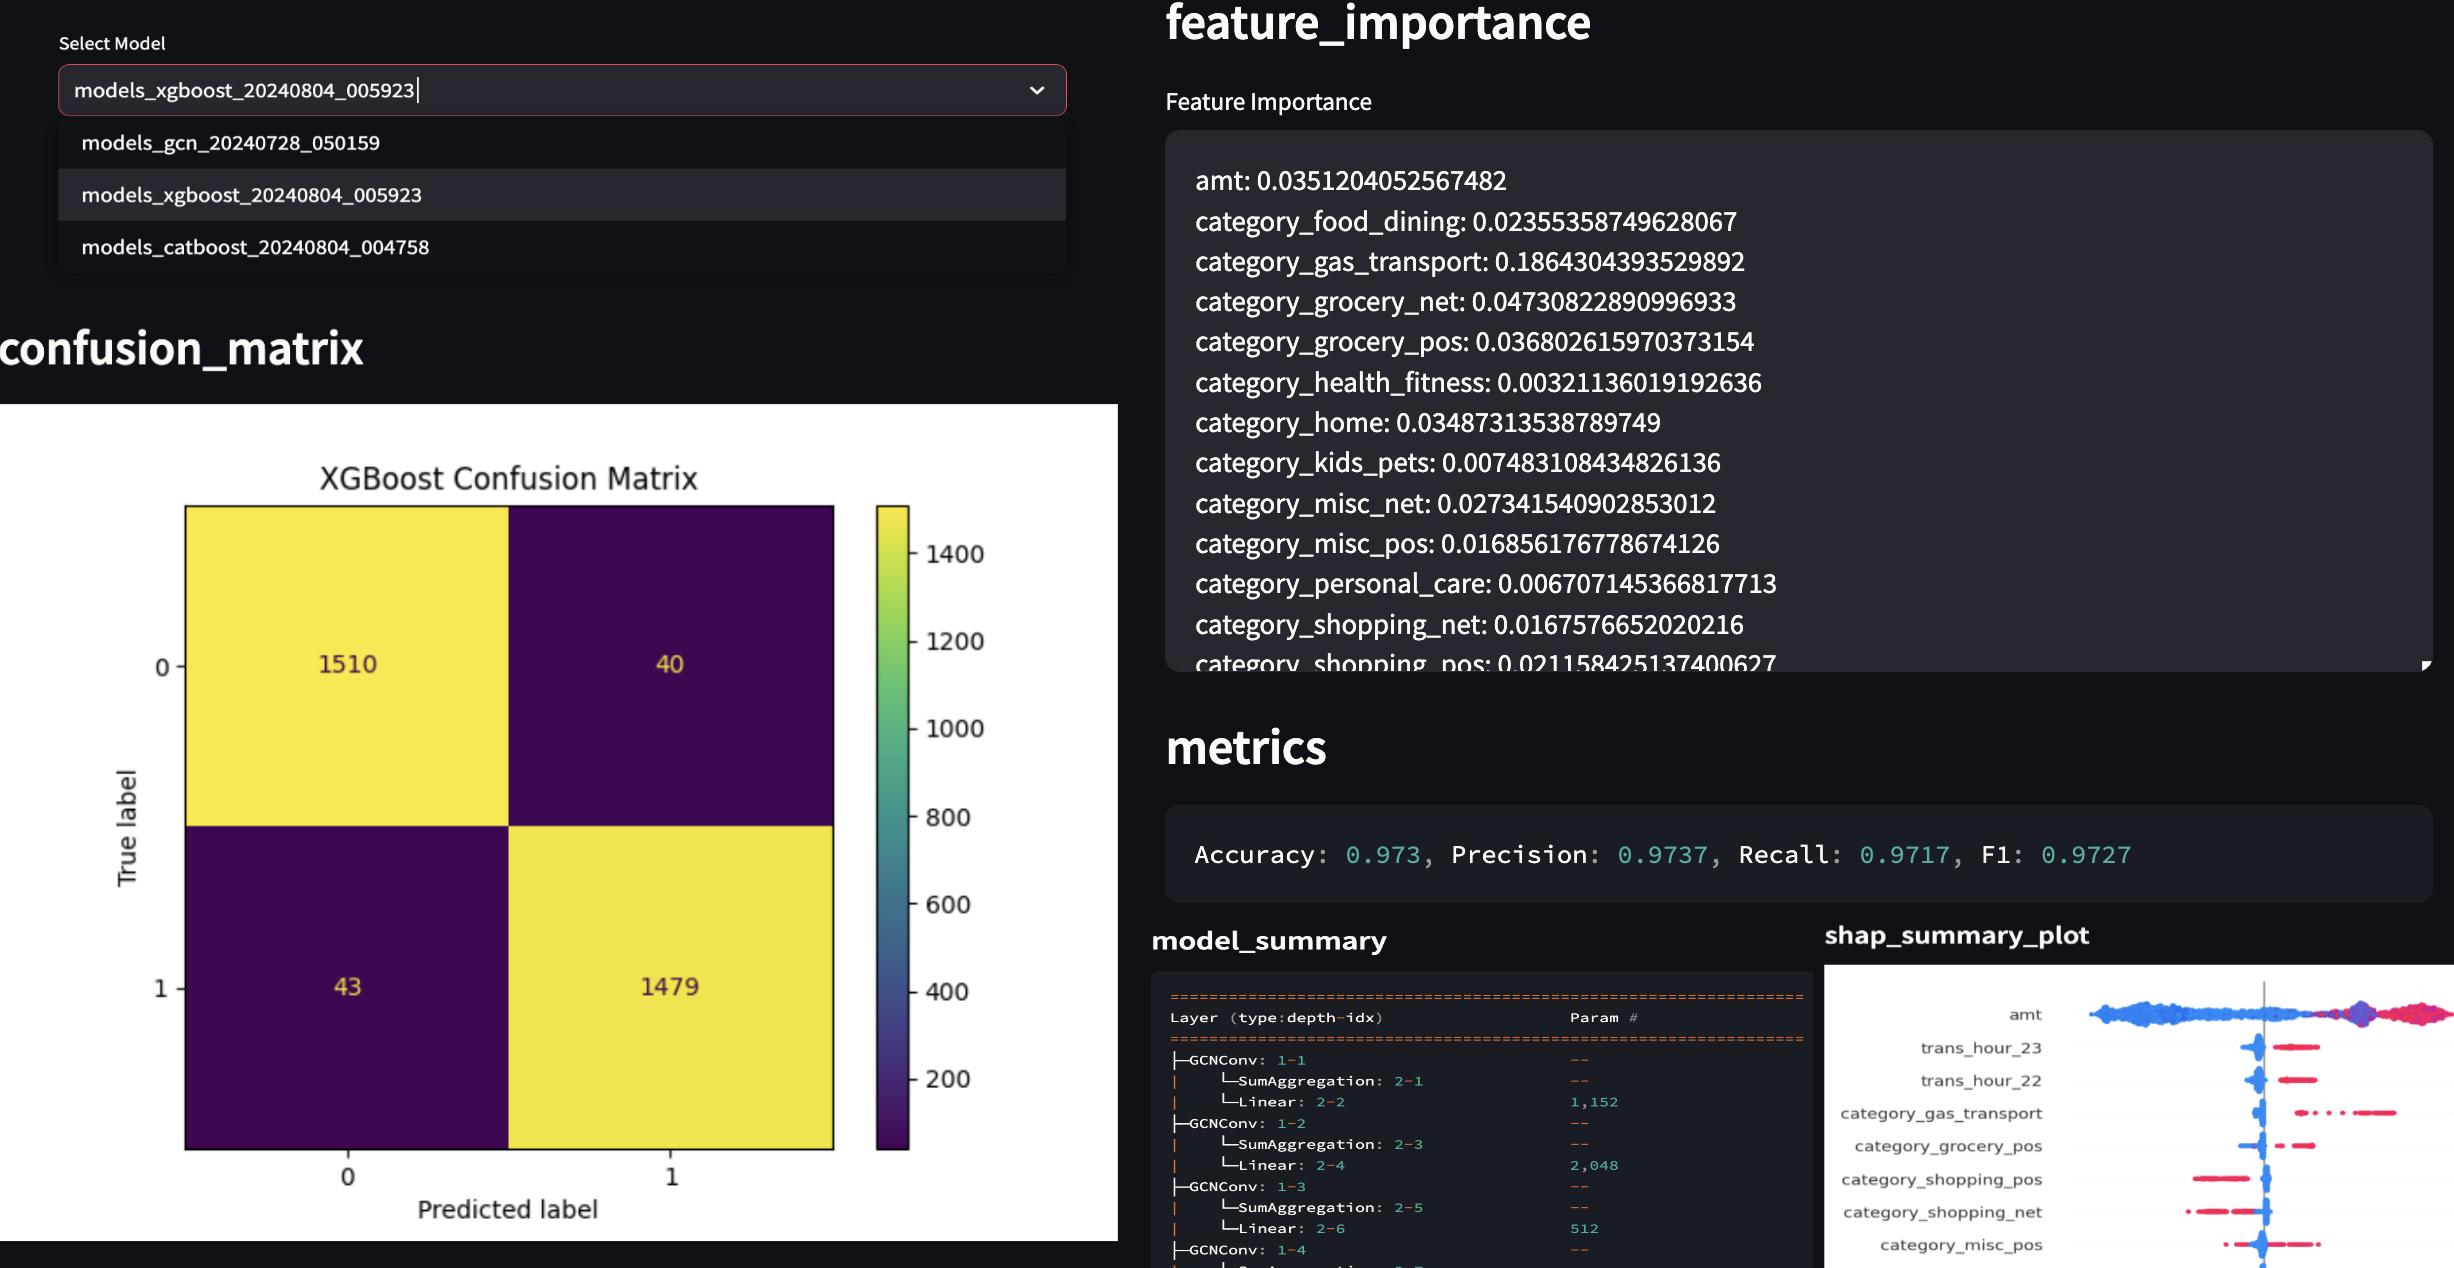 Select Model
models_xgboost_20240804_005923
models_gcn_20240728_050159
models_xgboost_20240804_005923
models_catboost_20240804_004758
confusion_matrix
XGBoost Confusion Matrix
1510
40
43
1479
0
1
True label
0
1
Predicted label
1400
1200
1000
800
600
400
200
feature_importance
Feature Importance
amt: 0.0351204052567482
category_food_dining: 0.02355358749628067
category_gas_transport: 0.1864304393529892
category_grocery_net: 0.04730822890996933
category_grocery_pos: 0.036802615970373154
category_health_fitness: 0.00321136019192636
category_home: 0.03487313538789749
category_kids_pets: 0.007483108434826136
category_misc_net: 0.027341540902853012
category_misc_pos: 0.016856176778674126
category_personal_care: 0.006707145366817713
category_shopping_net: 0.0167576652020216
category_shopping_pos: 0.021158425137400627
metrics
Accuracy: 0.973, Precision: 0.9737, Recall: 0.9717, F1: 0.9727
model_summary
Layer (type:depth-idx) Param #
├─GCNConv: 1-1 --
| └─SumAggregation: 2-1 --
| └─Linear: 2-2 1,152
├─GCNConv: 1-2 --
| └─SumAggregation: 2-3 --
| └─Linear: 2-4 2,048
├─GCNConv: 1-3 --
| └─SumAggregation: 2-5 --
| └─Linear: 2-6 512
├─GCNConv: 1-4 --
shap_summary_plot
amt
trans_hour_23
trans_hour_22
category_gas_transport
category_grocery_pos
category_shopping_pos
category_shopping_net
category_misc_pos